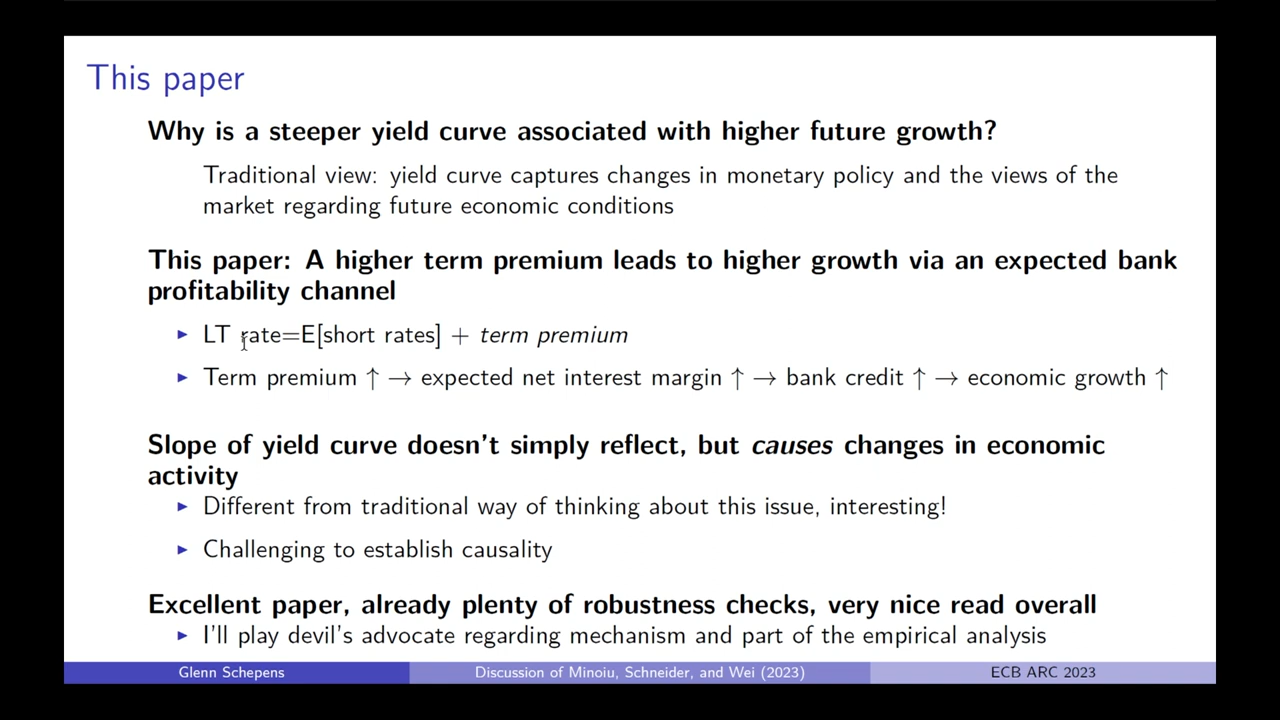 This paper
Why is a steeper yield curve associated with higher future growth?
Traditional view: yield curve captures changes in monetary policy and the views of the
market regarding future economic conditions
This paper: A higher term premium leads to higher growth via an expected bank
profitability channel
▶ LT rate=E[short rates] + term premium
▶ Term premium ↑ → expected net interest margin ↑ → bank credit ↑ → economic growth ↑
Slope of yield curve doesn't simply reflect, but causes changes in economic
activity
▶ Different from traditional way of thinking about this issue, interesting!
▶ Challenging to establish causality
Excellent paper, already plenty of robustness checks, very nice read overall
▶ I'll play devil's advocate regarding mechanism and part of the empirical analysis
Glenn Schepens
Discussion of Minoiu, Schneider, and Wei (2023)
ECB ARC 2023